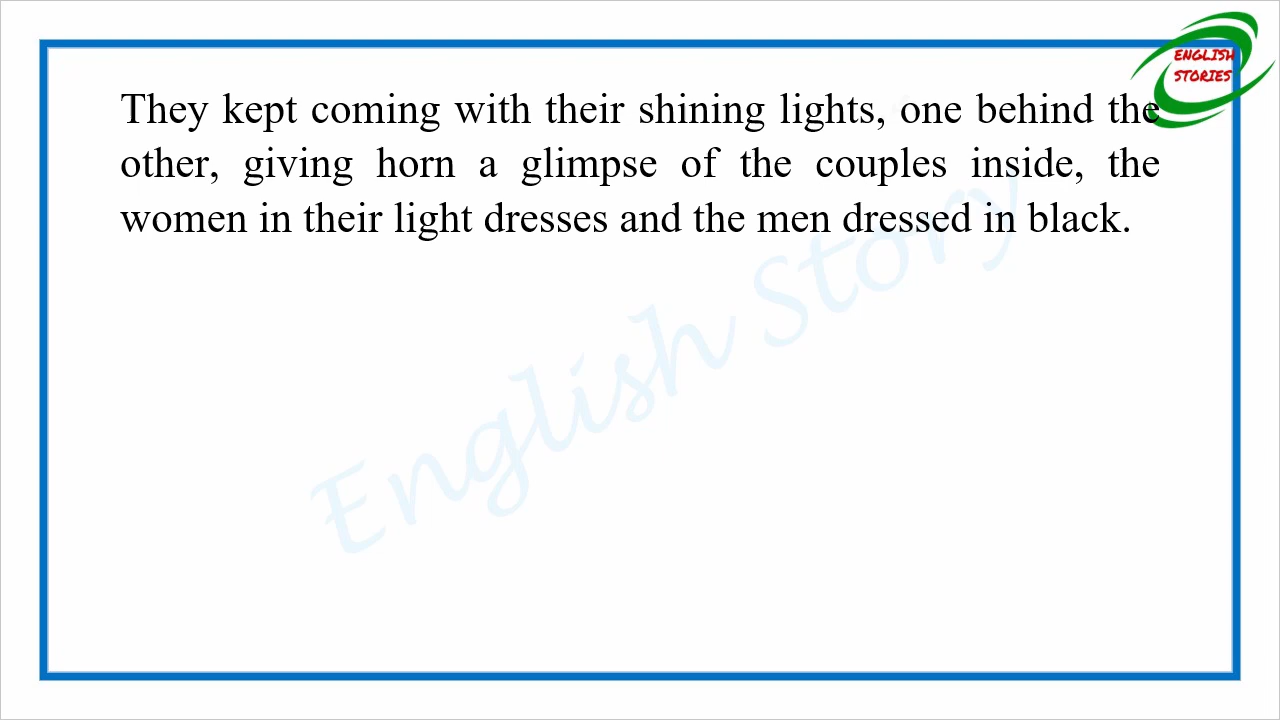 ENGLISH
STORIES
They kept coming with their shining lights, one behind the
other, giving horn a glimpse of the couples inside, the
women in their light dresses and the men dressed in black.
English Story